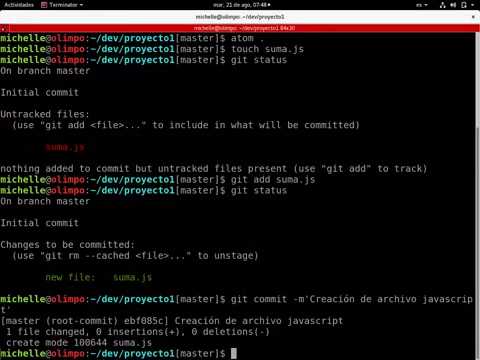 Actividades Terminator mar, 21 de ago, 07:48 es
michelle@olimpo: ~/dev/proyecto1
michelle@olimpo: ~/dev/proyecto1 84x30
michelle@olimpo:~/dev/proyecto1[master]$ atom .
michelle@olimpo:~/dev/proyecto1[master]$ touch suma.js
michelle@olimpo:~/dev/proyecto1[master]$ git status
On branch master
Initial commit
Untracked files:
(use "git add <file>..." to include in what will be committed)
suma.js
nothing added to commit but untracked files present (use "git add" to track)
michelle@olimpo:~/dev/proyecto1[master]$ git add suma.js
michelle@olimpo:~/dev/proyecto1[master]$ git status
On branch master
Initial commit
Changes to be committed:
(use "git rm --cached <file>..." to unstage)
new file: suma.js
michelle@olimpo:~/dev/proyecto1[master]$ git commit -m'Creación de archivo javascrip
t'
[master (root-commit) ebf085c] Creación de archivo javascript
1 file changed, 0 insertions(+), 0 deletions(-)
create mode 100644 suma.js
michelle@olimpo:~/dev/proyecto1[master]$